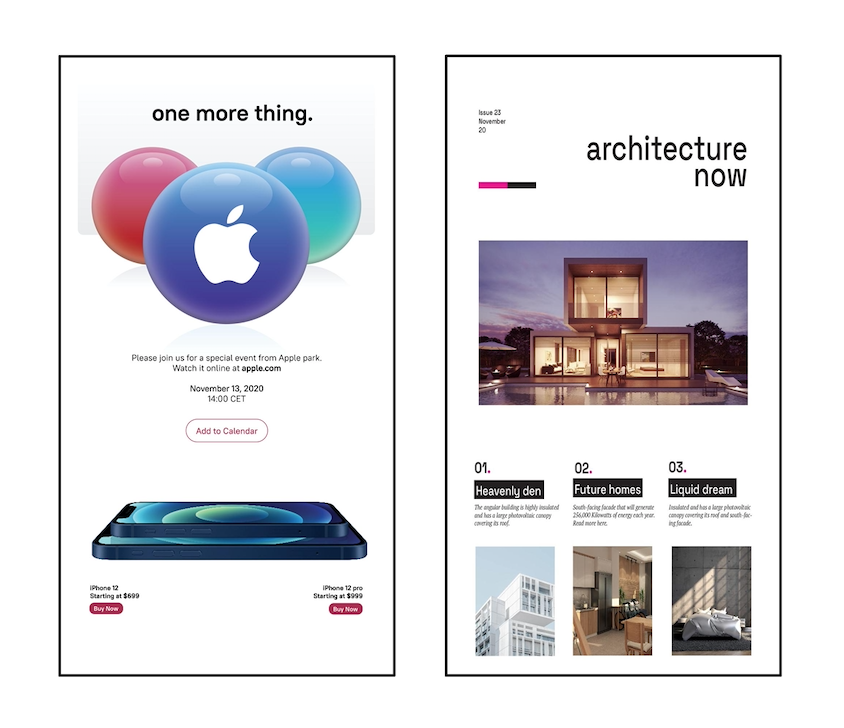 one more thing.
Please join us for a special event from Apple park.
Watch it online at apple.com
November 13, 2020
14:00 CET
Add to Calendar
iPhone 12
Starting at $699
Buy Now
iPhone 12 pro
Starting at $999
Buy Now
Issue 23
November
20
architecture
now
01.
Heavenly den
The angular building is highly insulated
and has a large photovoltaic canopy
covering its roof.
02.
Future homes
South-facing facade that will generate
256,000 Kilowatts of energy each year.
Read more here.
03.
Liquid dream
Insulated and has a large photovoltaic
canopy covering its roof and south-fac-
ing facade.